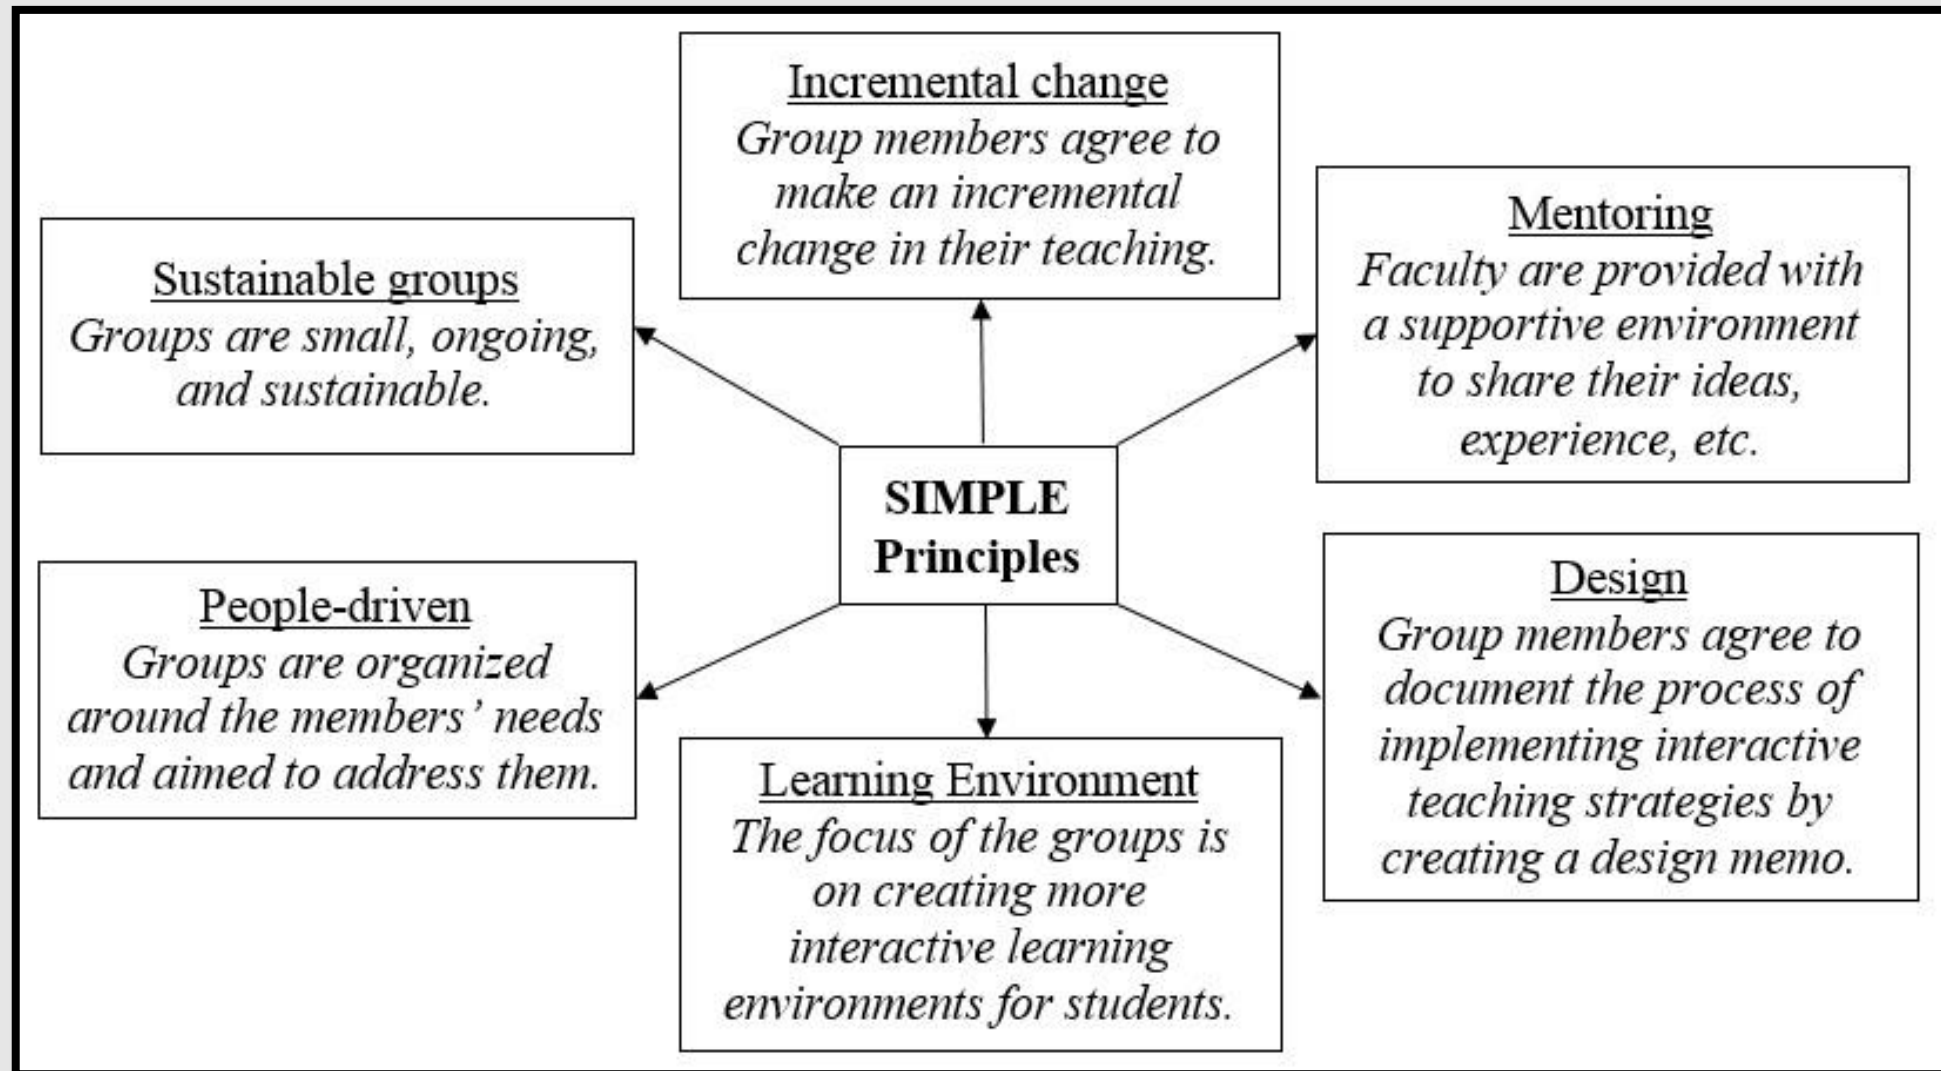 Incremental change
Group members agree to
make an incremental
change in their teaching.
Sustainable groups
Groups are small, ongoing,
and sustainable.
Mentoring
Faculty are provided with
a supportive environment
to share their ideas,
experience, etc.
SIMPLE
Principles
People-driven
Groups are organized
around the members’ needs
and aimed to address them.
Design
Group members agree to
document the process of
implementing interactive
teaching strategies by
creating a design memo.
Learning Environment
The focus of the groups is
on creating more
interactive learning
environments for students.